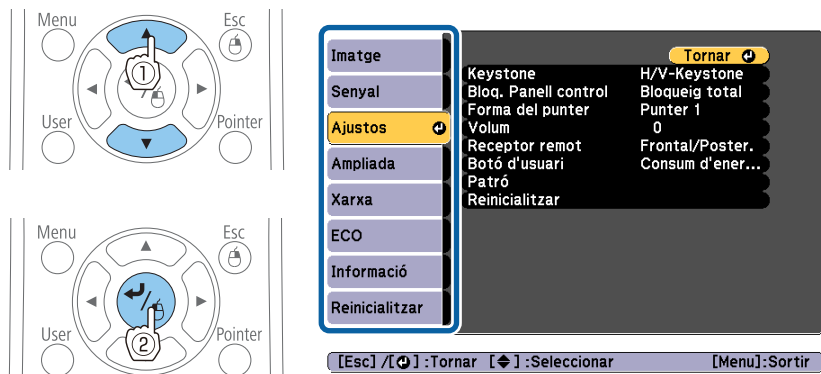 Menu
Esc
①
User
Pointer
Menu
Esc
②
User
Pointer
Imatge
Senyal
Ajustos
Ampliada
Xarxa
ECO
Informació
Reinicialitzar
Tornar
Keystone H/V-Keystone
Bloq. Panell control Bloqueig total
Forma del punter Punter 1
Volum 0
Receptor remot Frontal/Poster.
Botó d'usuari Consum d'ener...
Patró
Reinicialitzar
[Esc] /[ ] :Tornar [ ] :Seleccionar [Menu]:Sortir